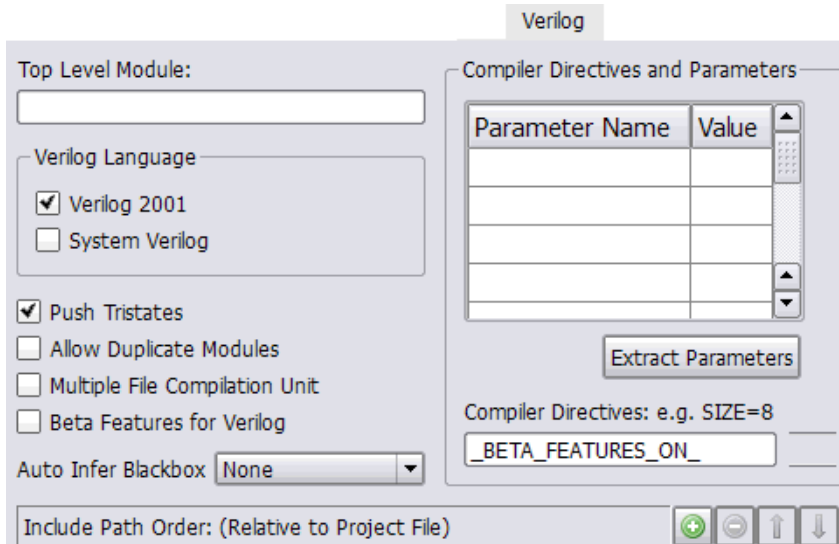 Verilog
Top Level Module:
Verilog Language
Verilog 2001
System Verilog
Push Tristates
Allow Duplicate Modules
Multiple File Compilation Unit
Beta Features for Verilog
Auto Infer Blackbox None
Compiler Directives and Parameters
Parameter Name Value
Extract Parameters
Compiler Directives: e.g. SIZE=8
_BETA_FEATURES_ON_
Include Path Order: (Relative to Project File)